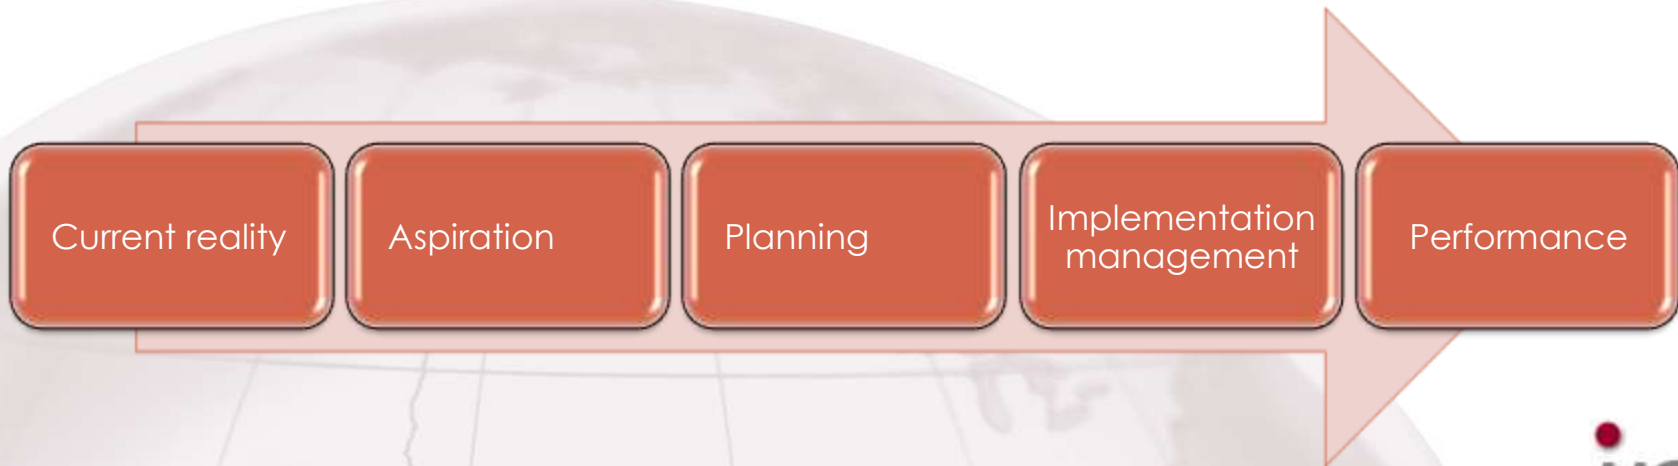 Current reality
Aspiration
Planning
Implementation
management
Performance